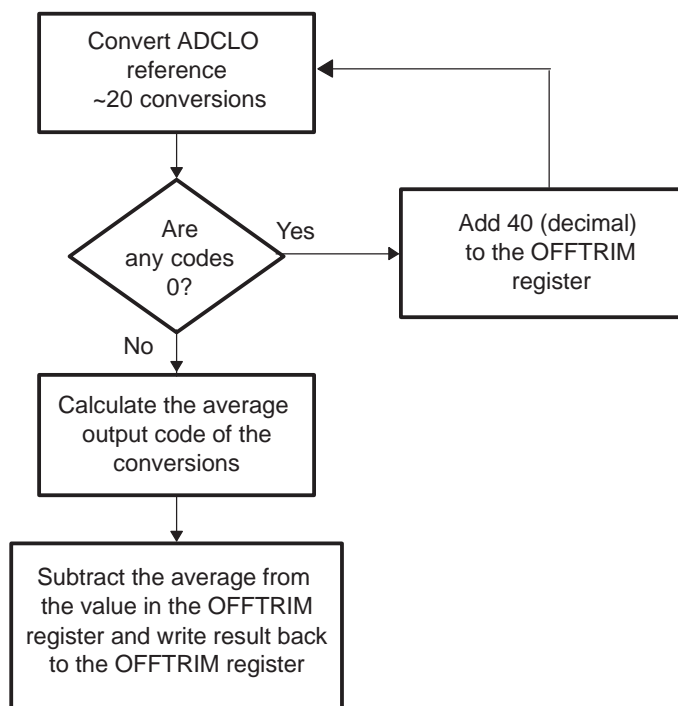 Convert ADCLO
reference
~20 conversions
Are
any codes
0?
Yes
Add 40 (decimal)
to the OFFTRIM
register
No
Calculate the average
output code of the
conversions
Subtract the average from
the value in the OFFTRIM
register and write result back
to the OFFTRIM register